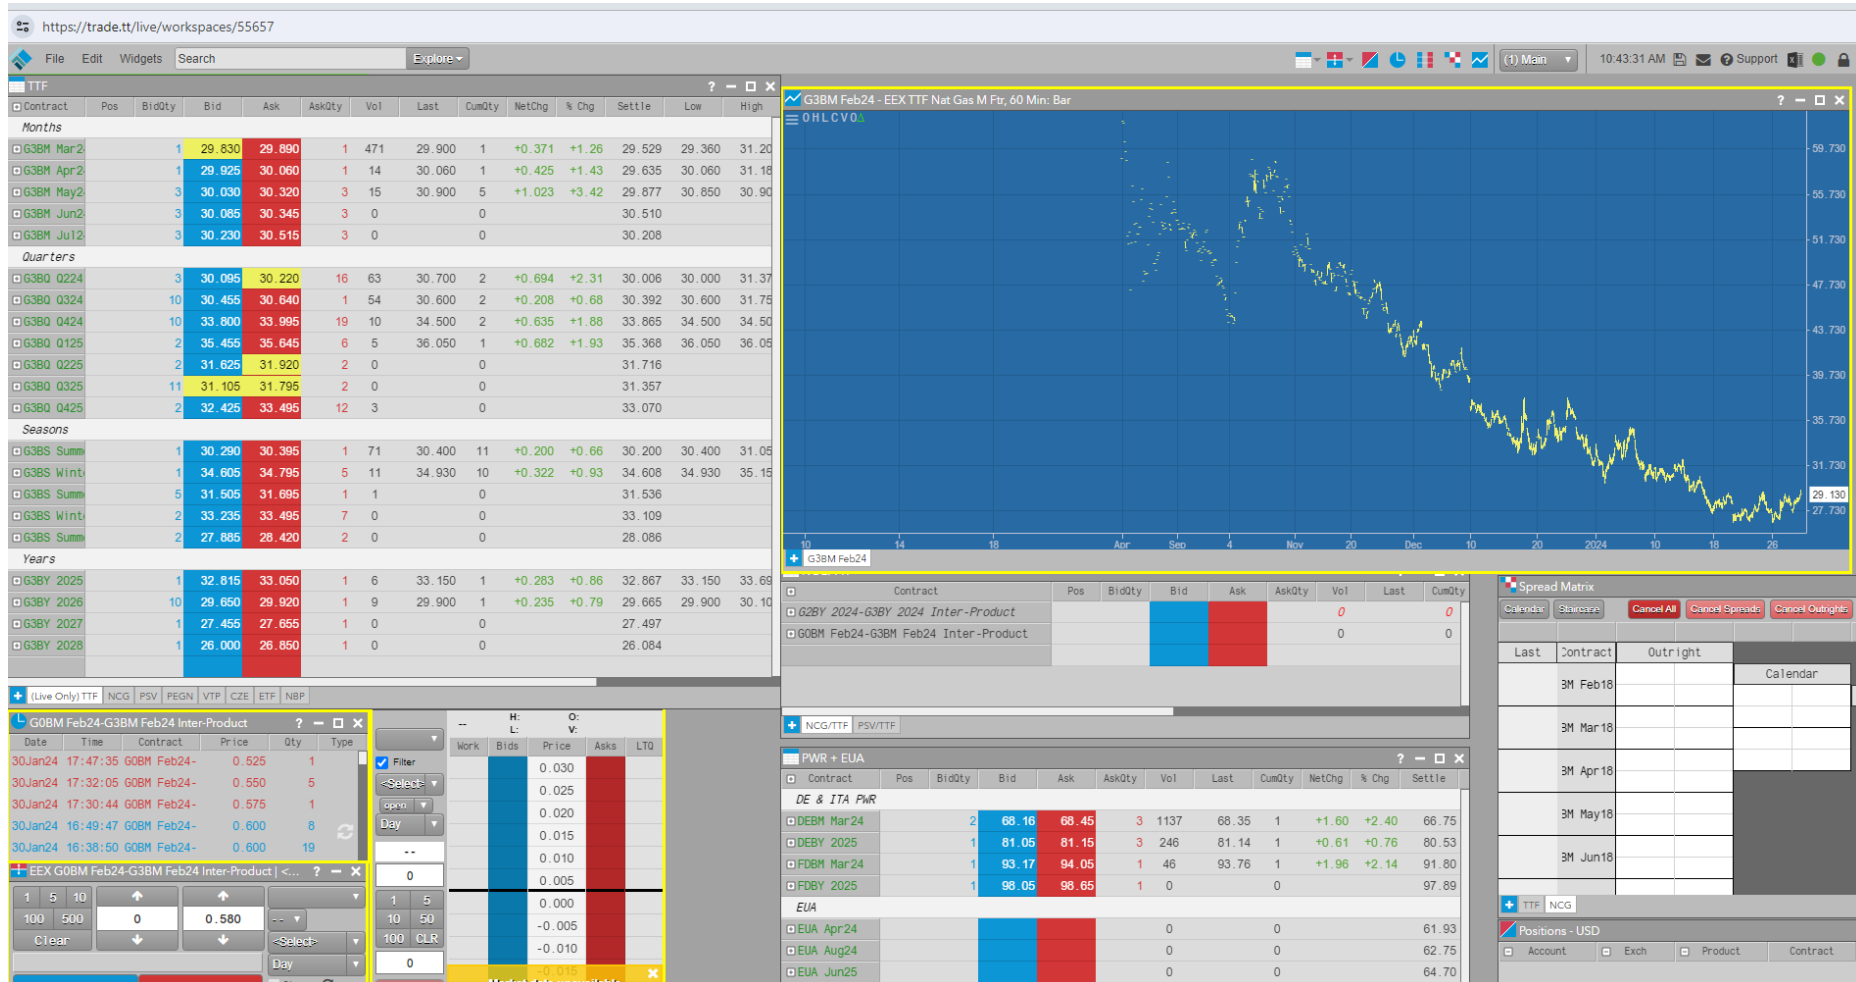 https://trade.tt/live/workspaces/55657
File Edit Widgets Search Explore (1) Main 10:43:31 AM Support
TTF
Contract Pos BidQty Bid Ask AskQty Vol Last CumQty NetChg % Chg Settle Low High
Months
G3BM Mar2 1 29.830 29.890 1 471 29.900 1 +0.371 +1.26 29.529 29.360 31.20
G3BM Apr2 1 29.925 30.060 1 14 30.060 1 +0.425 +1.43 29.635 30.060 31.18
G3BM May2 3 30.030 30.320 3 15 30.900 5 +1.023 +3.42 29.877 30.850 30.90
G3BM Jun2 3 30.085 30.345 3 0 0 30.510
G3BM Jul2 3 30.230 30.515 3 0 0 30.208
Quarters
G3BQ Q224 3 30.095 30.220 16 63 30.700 2 +0.694 +2.31 30.006 30.000 31.37
G3BQ Q324 10 30.455 30.640 1 54 30.600 2 +0.208 +0.68 30.392 30.600 31.75
G3BQ Q424 10 33.800 33.995 19 10 34.500 2 +0.635 +1.88 33.865 34.500 34.50
G3BQ Q125 2 35.455 35.645 6 5 36.050 1 +0.682 +1.93 35.368 36.050 36.05
G3BQ Q225 2 31.625 31.920 2 0 0 31.716
G3BQ Q325 11 31.105 31.795 2 0 0 31.357
G3BQ Q425 2 32.425 33.495 12 3 0 33.070
Seasons
G3BS Summ 1 30.290 30.395 1 71 30.400 11 +0.200 +0.66 30.200 30.400 31.05
G3BS Wint 1 34.605 34.795 5 11 34.930 10 +0.322 +0.93 34.608 34.930 35.15
G3BS Summ 5 31.505 31.695 1 1 0 31.536
G3BS Wint 2 33.235 33.495 7 0 0 33.109
G3BS Summ 2 27.885 28.420 2 0 0 28.086
Years
G3BY 2025 1 32.815 33.050 1 6 33.150 1 +0.283 +0.86 32.867 33.150 33.69
G3BY 2026 10 29.650 29.920 1 9 29.900 1 +0.235 +0.79 29.665 29.900 30.10
G3BY 2027 1 27.455 27.655 1 0 0 27.497
G3BY 2028 1 26.000 26.850 1 0 0 26.084
(Live Only) TTF NCG PSV PEGN VTP CZE ETF NBP
G3BM Feb24 - EEX TTF Nat Gas M Ftr, 60 Min: Bar
OHLCVO
59.730
55.730
51.730
47.730
43.730
39.730
35.730
31.730
29.130
27.730
10 14 18 Apr Sep 4 Nov 20 Dec 10 20 2024 10 18 26
G3BM Feb24
Contract Pos BidQty Bid Ask AskQty Vol Last CumQty
G2BY 2024-G3BY 2024 Inter-Product 0 0
G0BM Feb24-G3BM Feb24 Inter-Product 0 0
NCG/TTF PSV/TTF
Spread Matrix
Calendar Staircase Cancel All Cancel Spreads Cancel Outrights
Last Contract Outright
Calendar
BM Feb18
BM Mar18
BM Apr18
BM May18
BM Jun18
TTF NCG
Positions - USD
Account Exch Product Contract
G0BM Feb24-G3BM Feb24 Inter-Product
Date Time Contract Price Qty Type
30Jan24 17:47:35 G0BM Feb24- 0.525 1
30Jan24 17:32:05 G0BM Feb24- 0.550 5
30Jan24 17:30:44 G0BM Feb24- 0.575 1
30Jan24 16:49:47 G0BM Feb24- 0.600 8
30Jan24 16:38:50 G0BM Feb24- 0.600 19
EEX G0BM Feb24-G3BM Feb24 Inter-Product | <...
1 5 10
100 500 0 0.580 --
Clear <Select>
Day
Filter
<Select>
open
Day
--
0
1 5
10 50
100 CLR
0
-- H: O:
L: V:
Work Bids Price Asks LTQ
0.030
0.025
0.020
0.015
0.010
0.005
0.000
-0.005
-0.010
-0.015
PWR + EUA
Contract Pos BidQty Bid Ask AskQty Vol Last CumQty NetChg % Chg Settle
DE & ITA PWR
DEBM Mar24 2 68.16 68.45 3 1137 68.35 1 +1.60 +2.40 66.75
DEBY 2025 1 81.05 81.15 3 246 81.14 1 +0.61 +0.76 80.53
FDBM Mar24 1 93.17 94.05 1 46 93.76 1 +1.96 +2.14 91.80
FDBY 2025 1 98.05 98.65 1 0 0 97.89
EUA
EUA Apr24 0 0 61.93
EUA Aug24 0 0 62.75
EUA Jun25 0 0 64.70